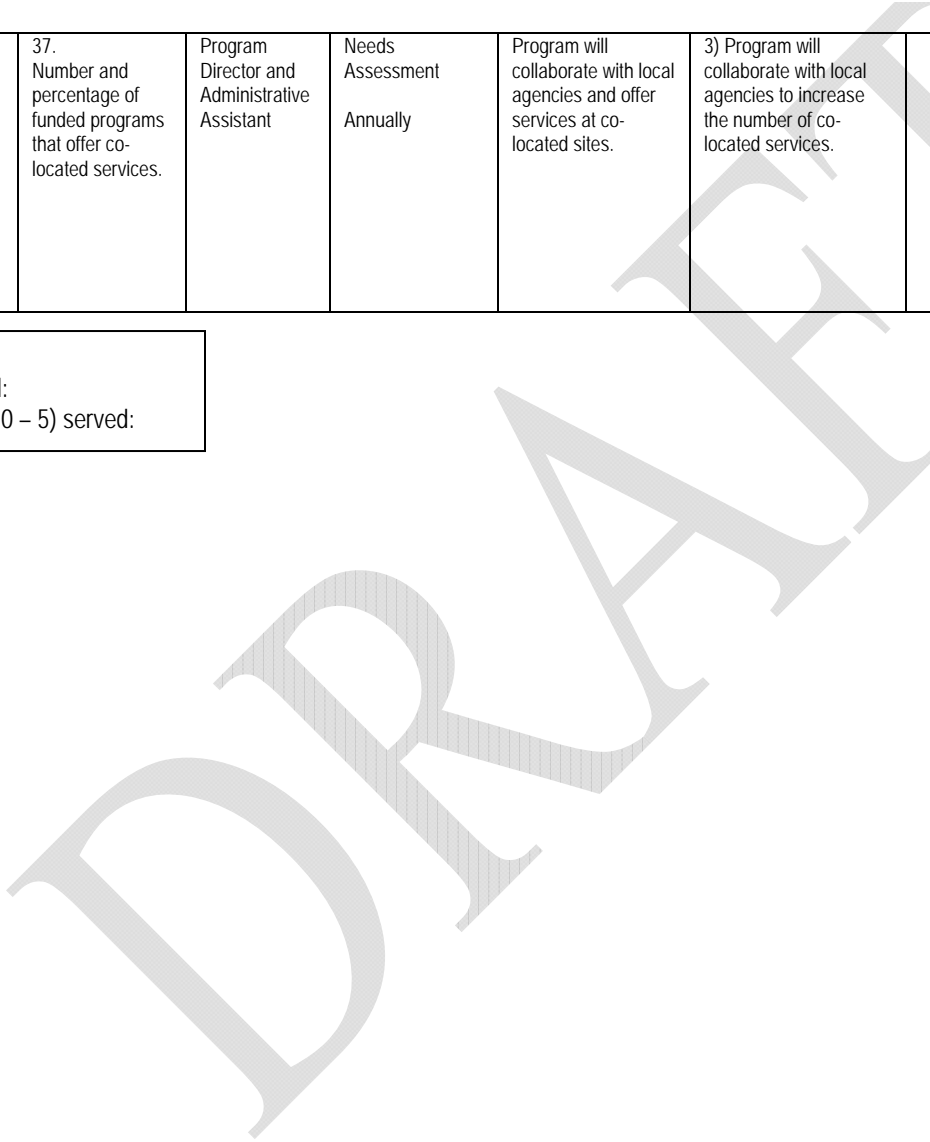 37.
Number and
percentage of
funded programs
that offer co-
located services.
Program
Director and
Administrative
Assistant
Needs
Assessment
Annually
Program will
collaborate with local
agencies and offer
services at co-
located sites.
3) Program will
collaborate with local
agencies to increase
the number of co-
located services.
:
0 – 5) served:
DRAFT